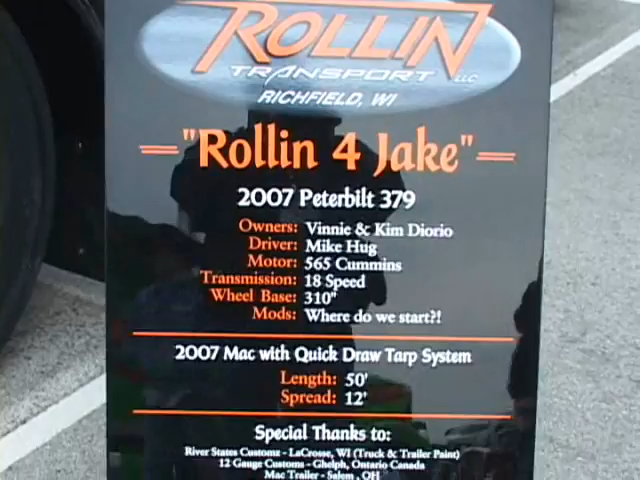 ROLLIN
TRANSPORT LLC
RICHFIELD, WI
"Rollin 4 Jake"
2007 Peterbilt 379
Owners: Vinnie & Kim Diorio
Driver: Mike Hug
Motor: 565 Cummins
Transmission: 18 Speed
Wheel Base: 310"
Mods: Where do we start?!
2007 Mac with Quick Draw Tarp System
Length: 50'
Spread: 12'
Special Thanks to:
River States Customz - LaCrosse, WI (Truck & Trailer Paint)
12 Gauge Customs - Ghelph, Ontario Canada
Mac Trailer - Salem , OH